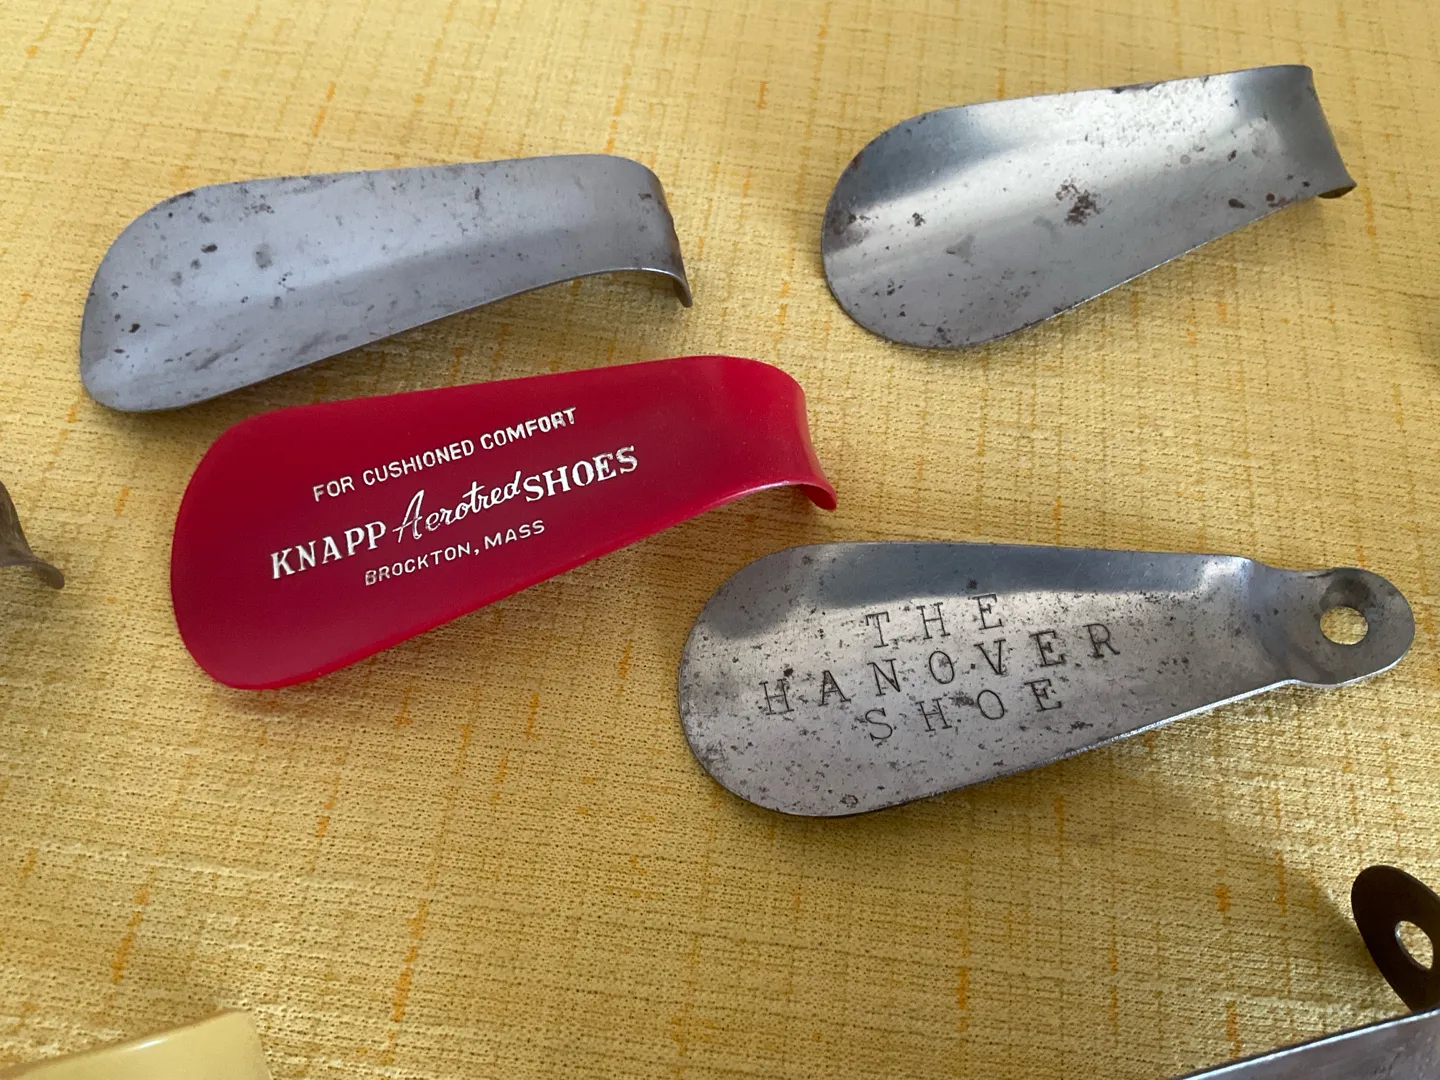 FOR CUSHIONED COMFORT
KNAPP Aerotred SHOES
BROCKTON, MASS
THE
HANOVER
SHOE